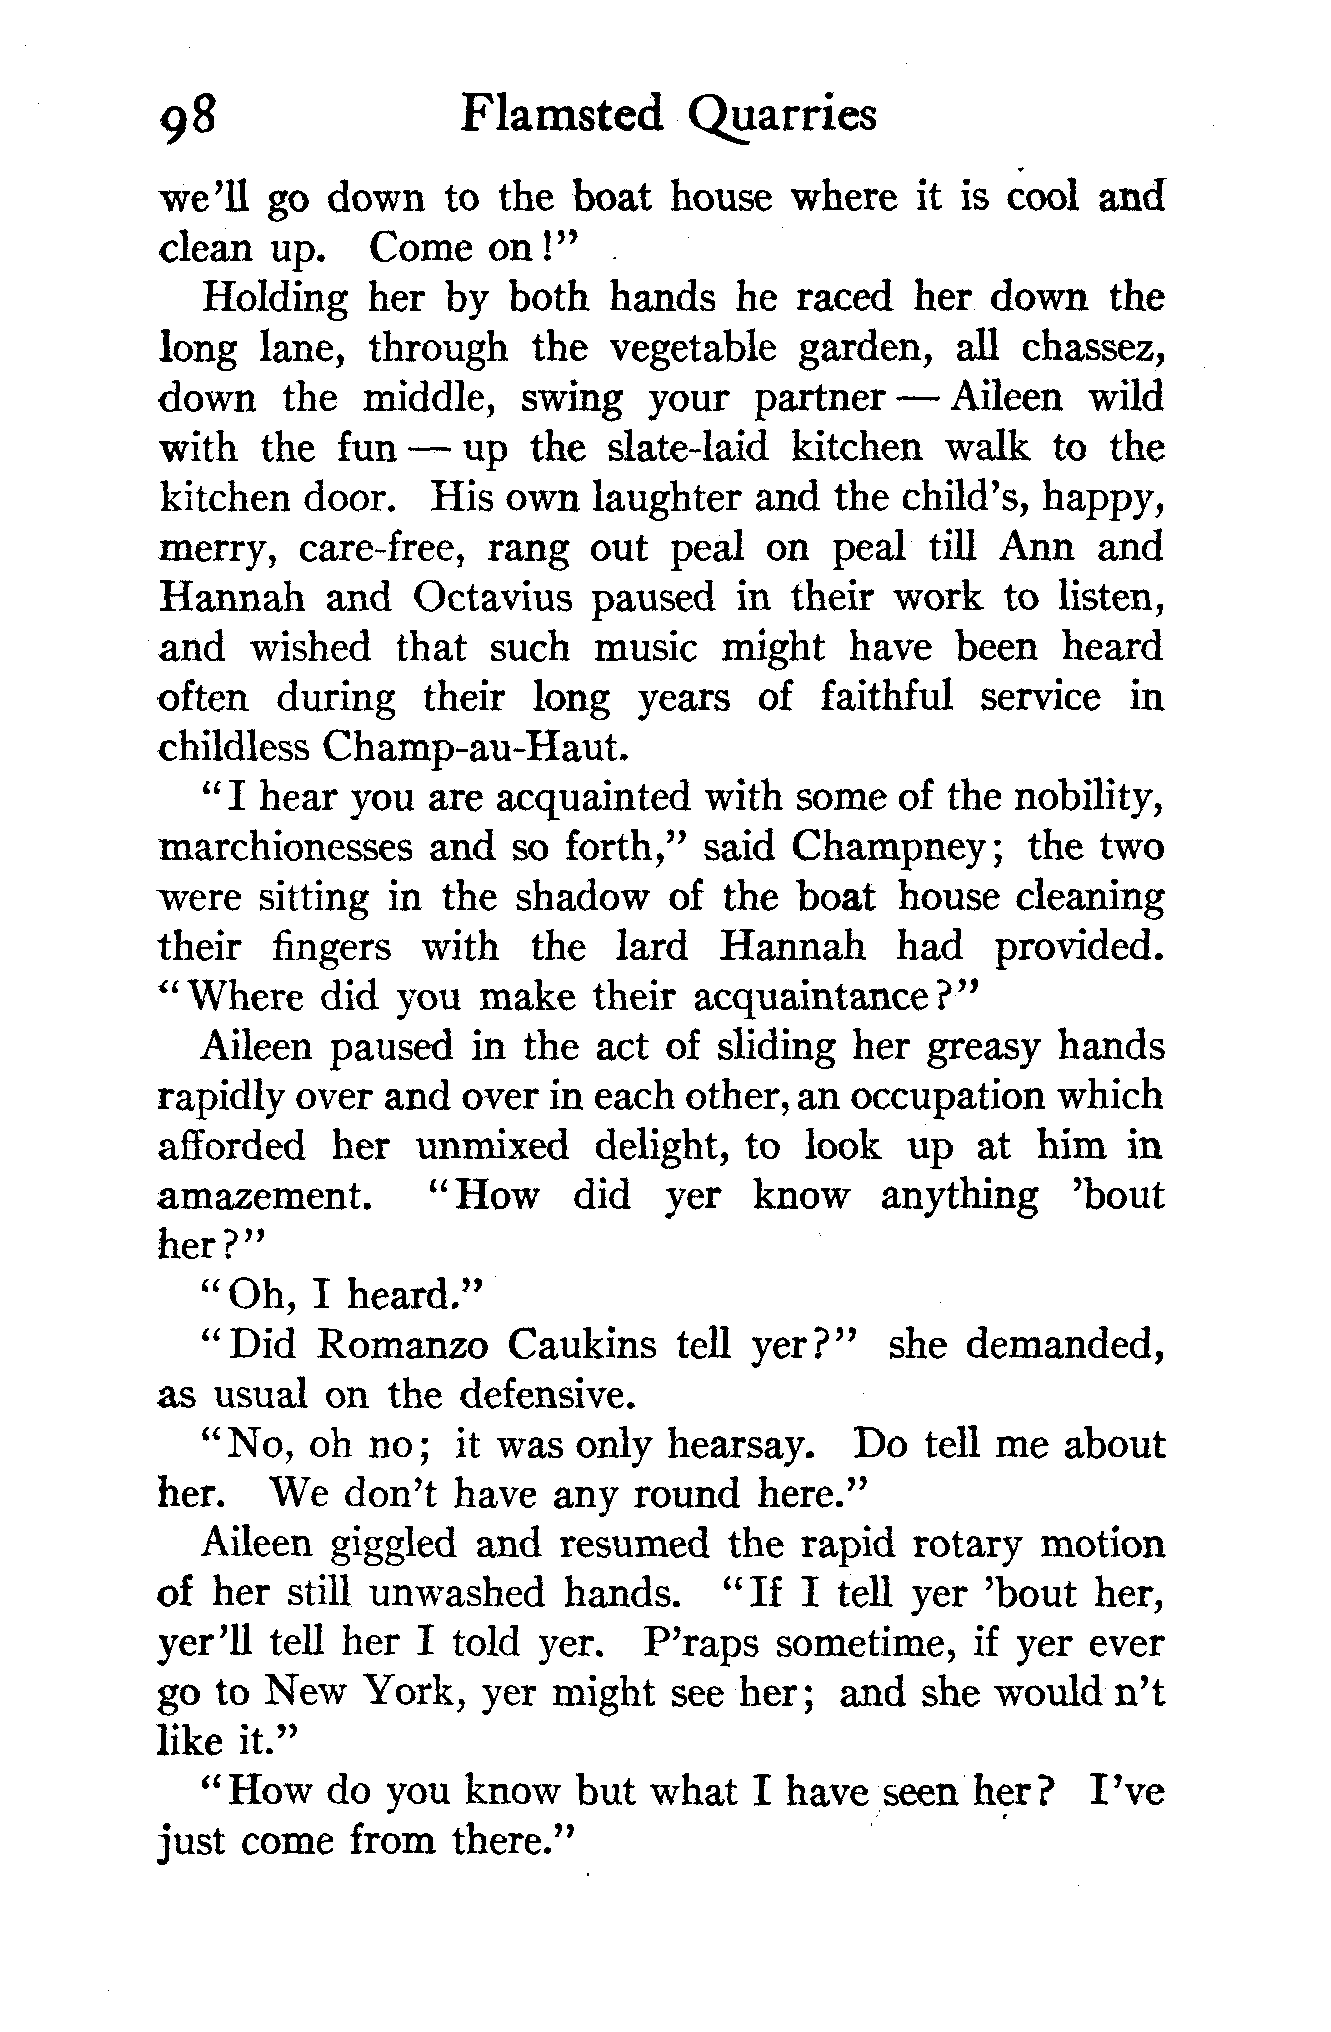 98 Flamsted Quarries
we'll go down to the boat house where it is cool and
clean up. Come on!"
Holding her by both hands he raced her down the
long lane, through the vegetable garden, all chassez,
down the middle, swing your partner — Aileen wild
with the fun — up the slate-laid kitchen walk to the
kitchen door. His own laughter and the child's, happy,
merry, care-free, rang out peal on peal till Ann and
Hannah and Octavius paused in their work to listen,
and wished that such music might have been heard
often during their long years of faithful service in
childless Champ-au-Haut.
"I hear you are acquainted with some of the nobility,
marchionesses and so forth," said Champney; the two
were sitting in the shadow of the boat house cleaning
their fingers with the lard Hannah had provided.
"Where did you make their acquaintance?"
Aileen paused in the act of sliding her greasy hands
rapidly over and over in each other, an occupation which
afforded her unmixed delight, to look up at him in
amazement. "How did yer know anything 'bout
her?"
"Oh, I heard."
"Did Romanzo Caukins tell yer?" she demanded,
as usual on the defensive.
"No, oh no; it was only hearsay. Do tell me about
her. We don't have any round here."
Aileen giggled and resumed the rapid rotary motion
of her still unwashed hands. "If I tell yer 'bout her,
yer'll tell her I told yer. P'raps sometime, if yer ever
go to New York, yer might see her; and she would n't
like it."
"How do you know but what I have seen her? I've
just come from there."